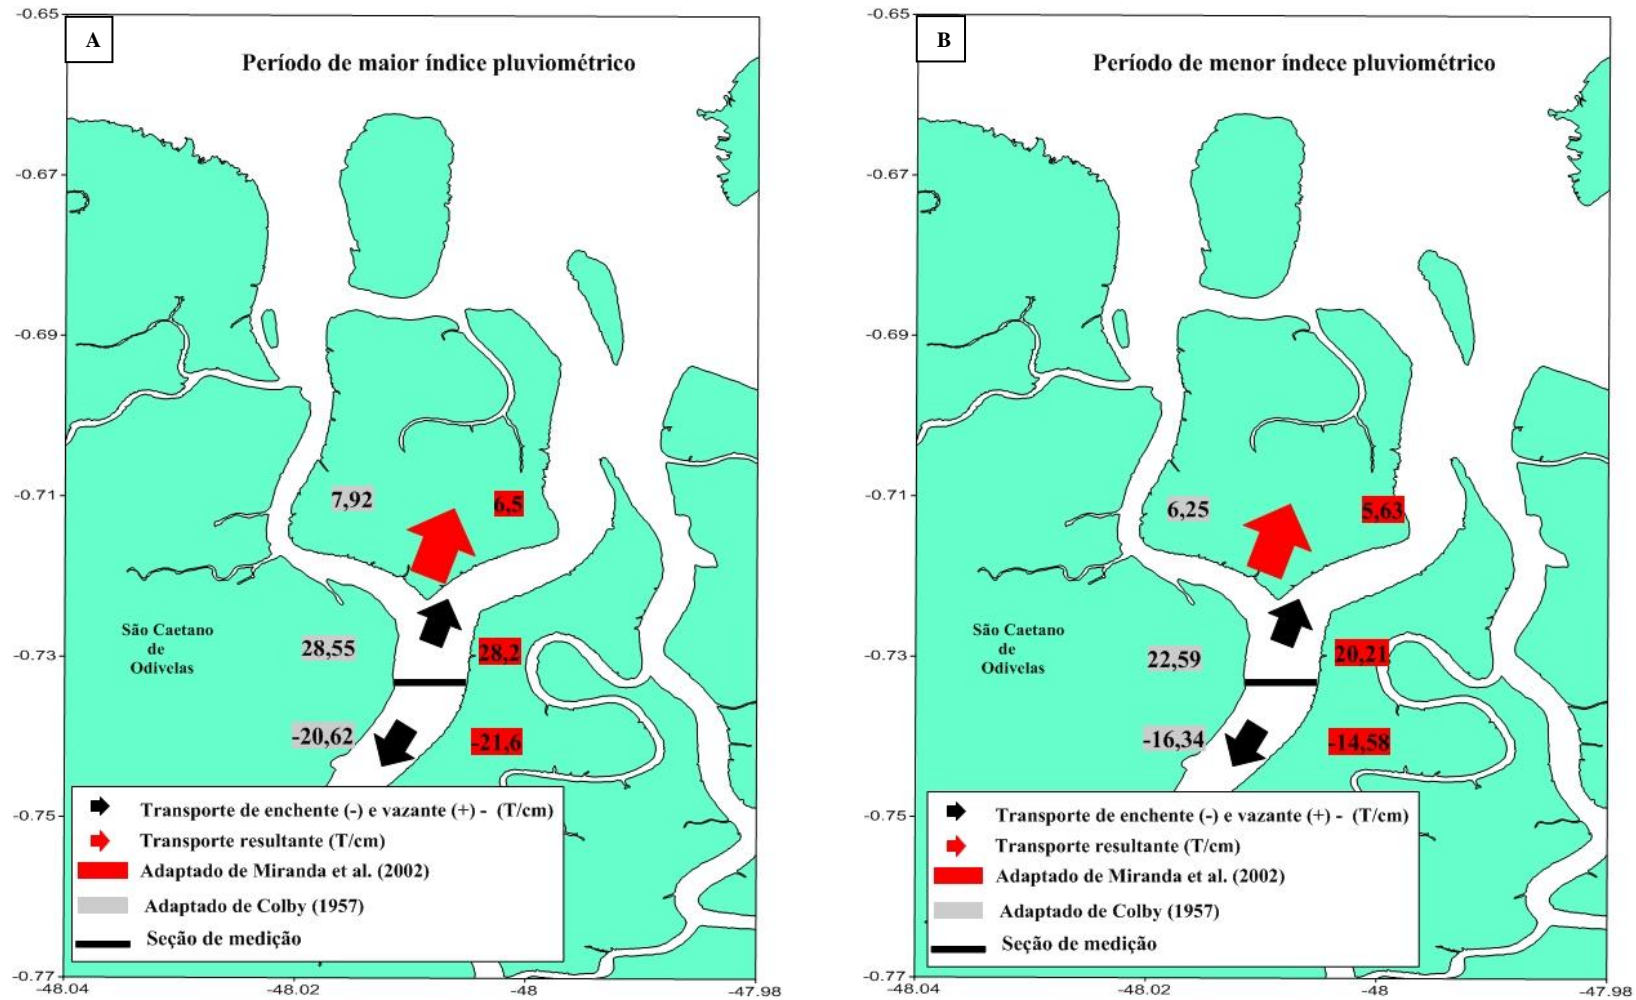 A
Período de maior índice pluviométrico
-0.65
-0.67
-0.69
-0.71
-0.73
-0.75
-0.77
7,92
6,5
28,55
28,2
-20,62
-21,6
São Caetano
de
Odivelas
Transporte de enchente (-) e vazante (+) - (T/cm)
Transporte resultante (T/cm)
Adaptado de Miranda et al. (2002)
Adaptado de Colby (1957)
Seção de medição
-48.04
-48.02
-48
-47.98
B
Período de menor índece pluviométrico
-0.65
-0.67
-0.69
-0.71
-0.73
-0.75
-0.77
6,25
5,63
22,59
20,21
-16,34
-14,58
São Caetano
de
Odivelas
Transporte de enchente (-) e vazante (+) - (T/cm)
Transporte resultante (T/cm)
Adaptado de Miranda et al. (2002)
Adaptado de Colby (1957)
Seção de medição
-48.04
-48.02
-48
-47.98